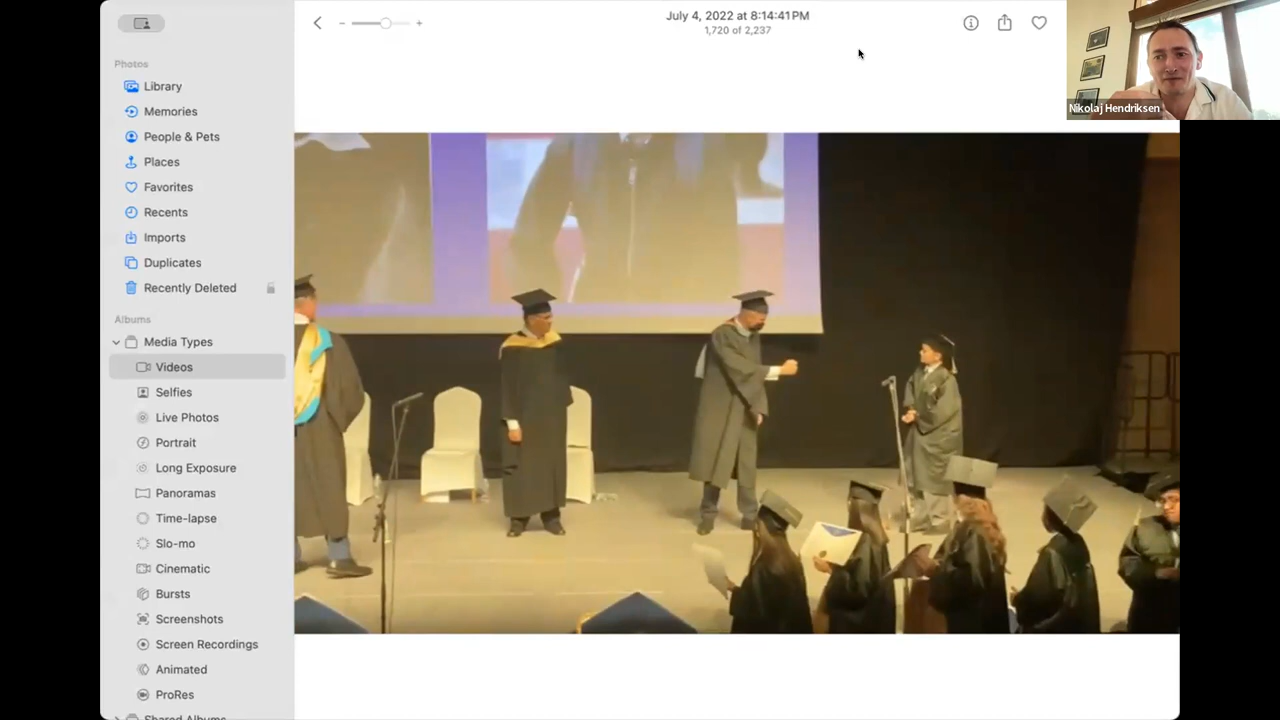 July 4, 2022 at 8:14:41 PM
1,720 of 2,237
Nikolaj Hendriksen
Photos
Library
Memories
People & Pets
Places
Favorites
Recents
Imports
Duplicates
Recently Deleted
Albums
Media Types
Videos
Selfies
Live Photos
Portrait
Long Exposure
Panoramas
Time-lapse
Slo-mo
Cinematic
Bursts
Screenshots
Screen Recordings
Animated
ProRes
Shared Albums